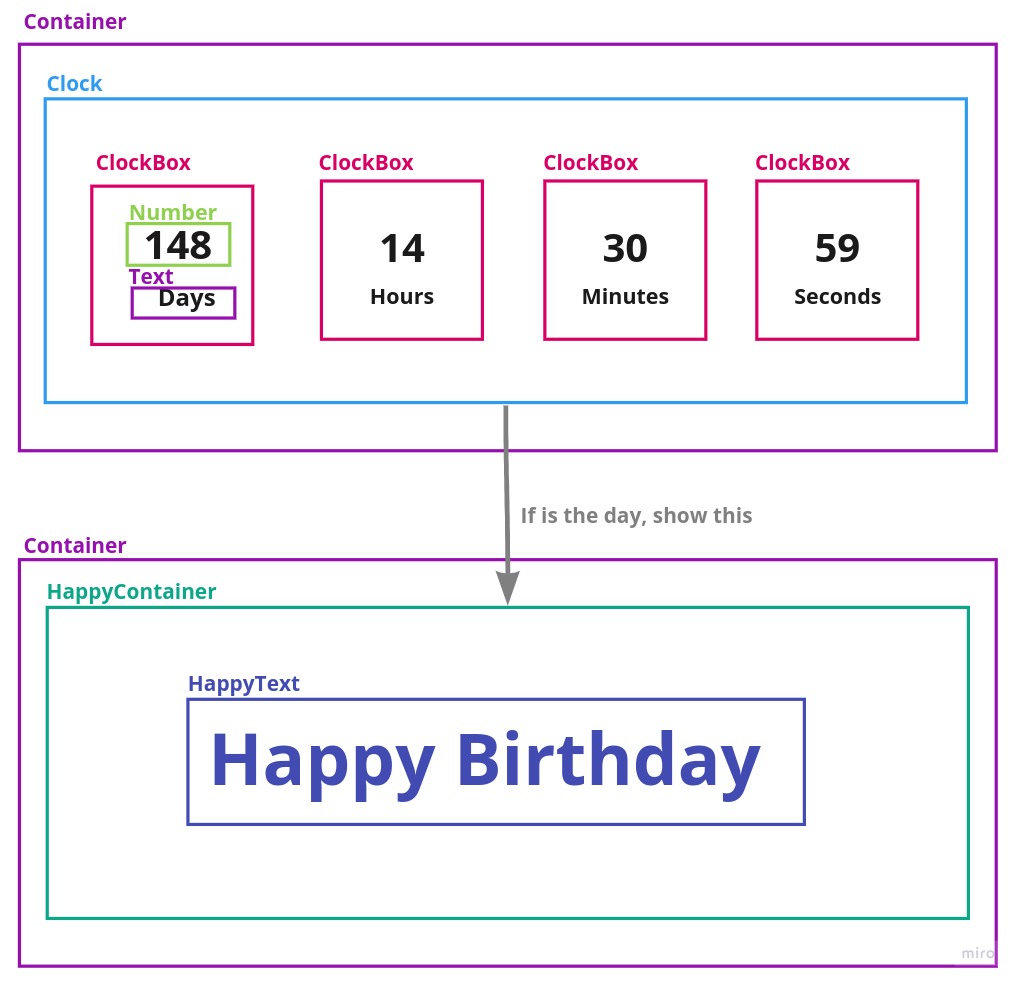 Container
Clock
ClockBox ClockBox ClockBox ClockBox
Number
148 14 30 59
Text
Days Hours Minutes Seconds
If is the day, show this
Container
HappyContainer
HappyText
Happy Birthday
miro